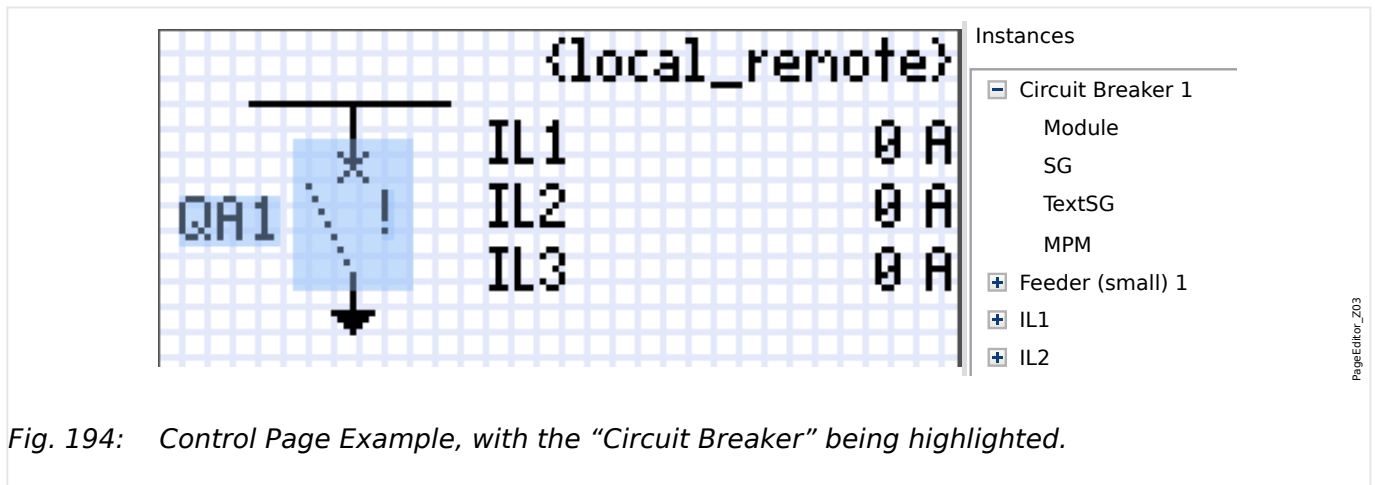 {local_remote}
QA1
!
IL1 0 A
IL2 0 A
IL3 0 A
Instances
Circuit Breaker 1
Module
SG
TextSG
MPM
Feeder (small) 1
IL1
IL2
PageEditor_Z03
Fig. 194: Control Page Example, with the “Circuit Breaker” being highlighted.